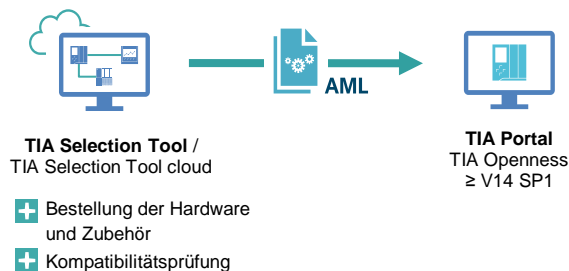 AML
TIA Selection Tool /
TIA Selection Tool cloud
TIA Portal
TIA Openness
≥ V14 SP1
Bestellung der Hardware
und Zubehör
Kompatibilitätsprüfung